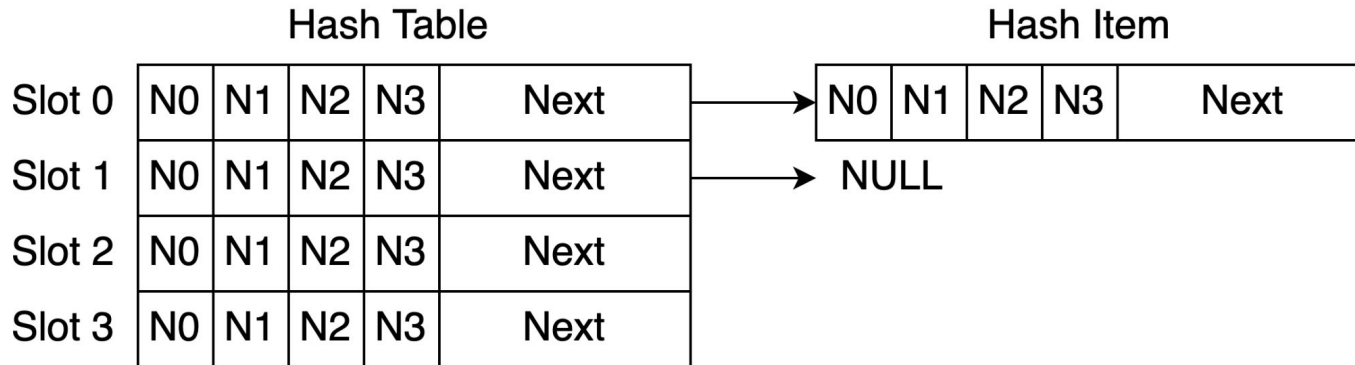 Hash Table Hash Item
Slot 0 N0 N1 N2 N3 Next N0 N1 N2 N3 Next
Slot 1 N0 N1 N2 N3 Next NULL
Slot 2 N0 N1 N2 N3 Next
Slot 3 N0 N1 N2 N3 Next